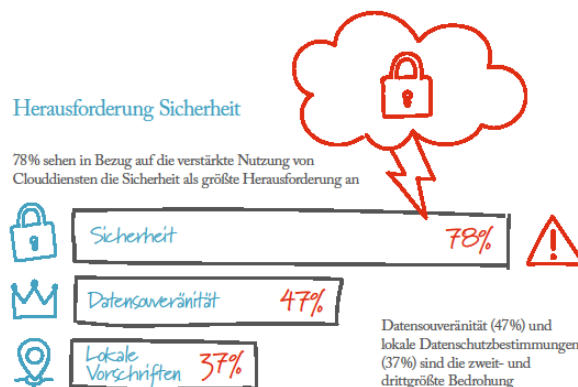 Herausforderung Sicherheit
78% sehen in Bezug auf die verstärkte Nutzung von
Clouddiensten die Sicherheit als größte Herausforderung an
Sicherheit 78%
Datensouveränität 47%
Lokale
Vorschriften 37%
Datensouveränität (47%) und
lokale Datenschutzbestimmungen
(37%) sind die zweit- und
drittgrößte Bedrohung